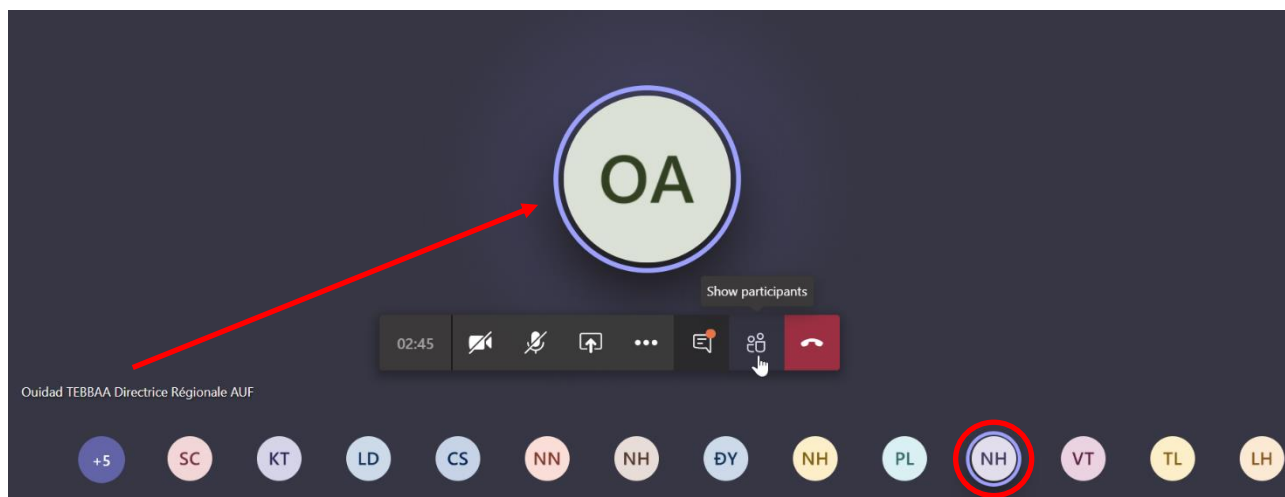 OA
Show participants
02:45
Ouidad TEBBAA Directrice Régionale AUF
+5 SC KT LD CS NN NH ĐY NH PL NH VT TL LH